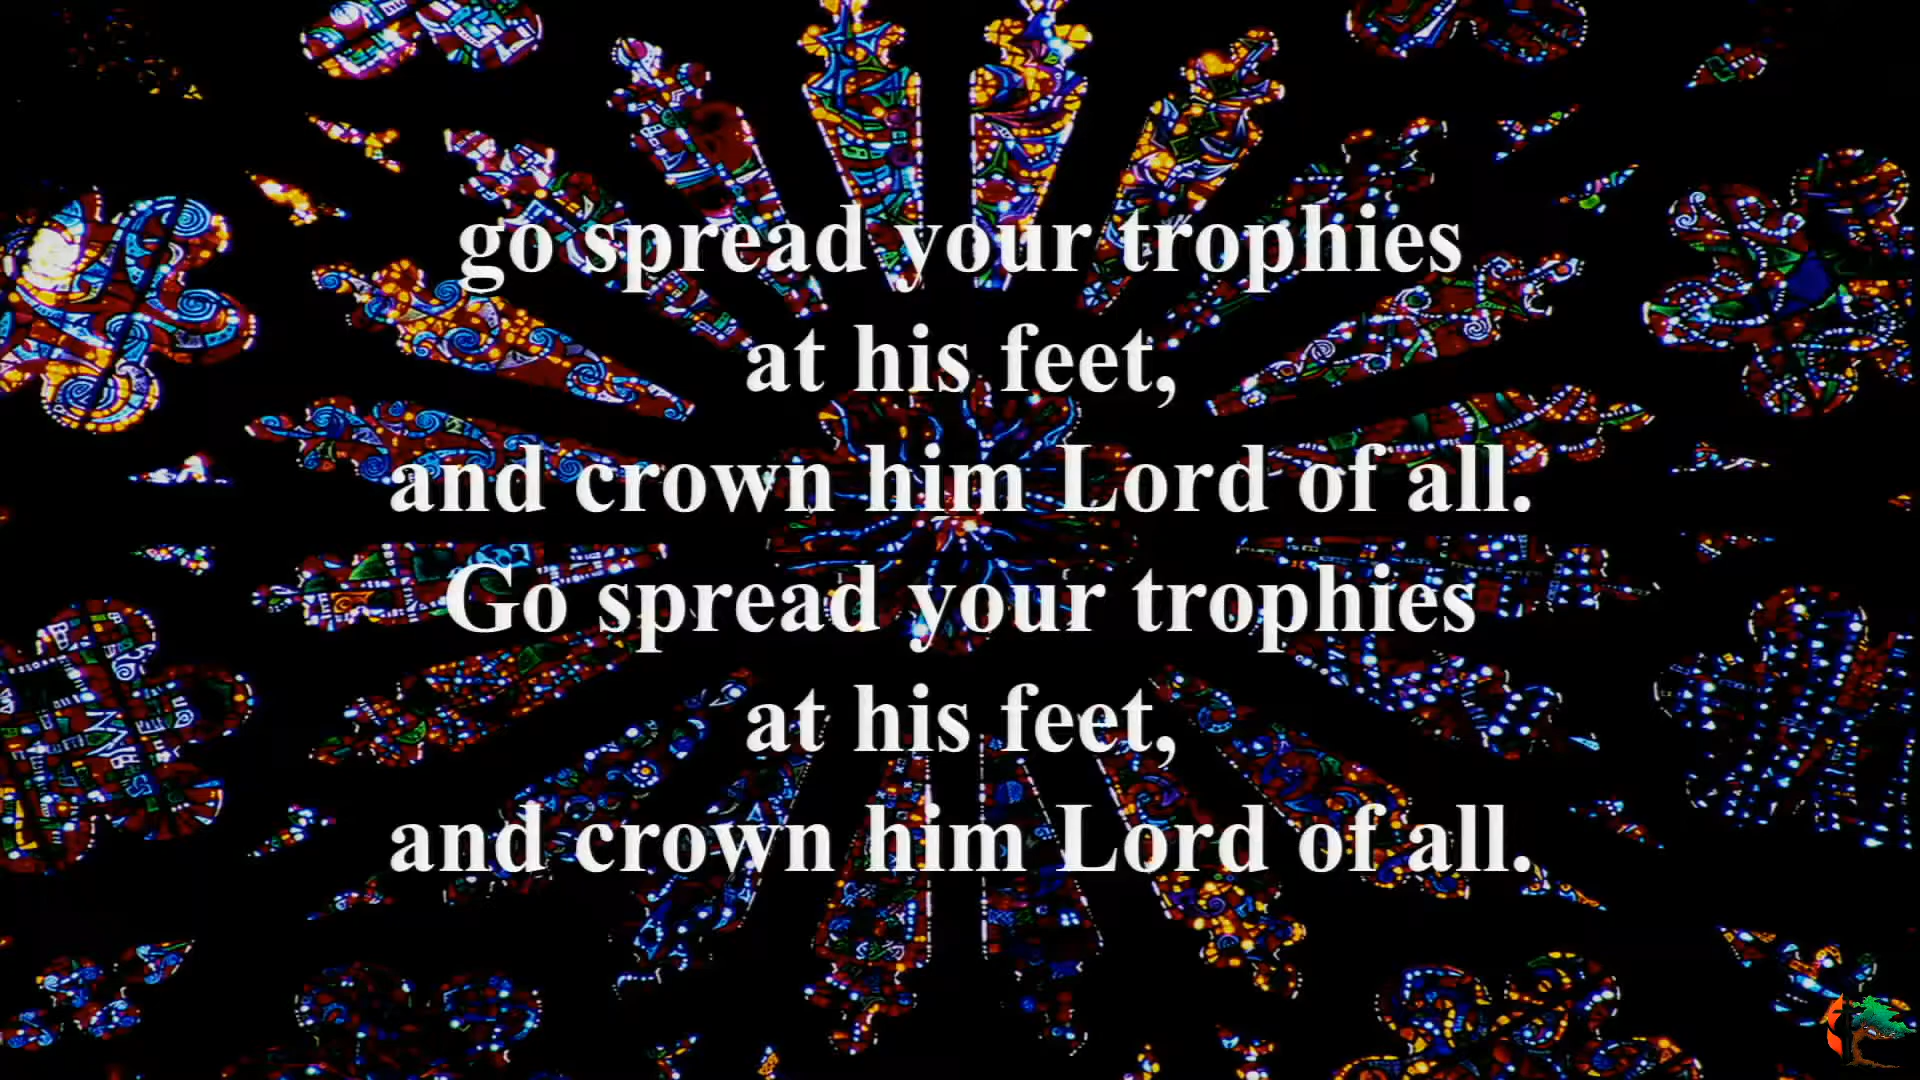 go spread your trophies
at his feet,
and crown him Lord of all.
Go spread your trophies
at his feet,
and crown him Lord of all.